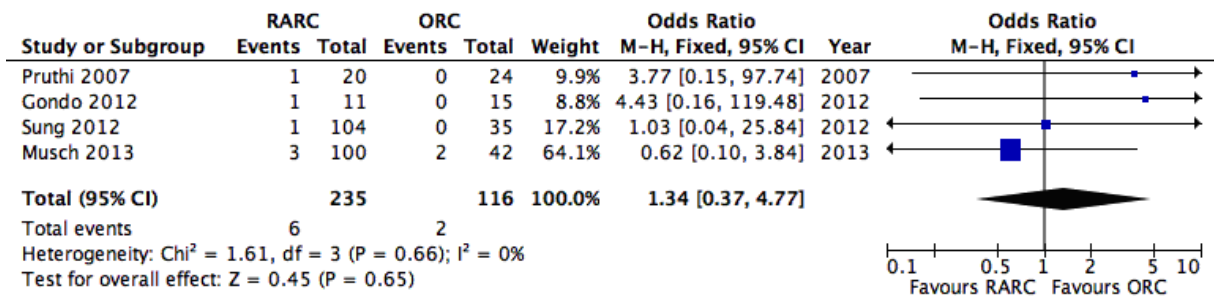 RARC ORC Odds Ratio Odds Ratio
Study or Subgroup Events Total Events Total Weight M-H, Fixed, 95% CI Year M-H, Fixed, 95% CI
Pruthi 2007 1 20 0 24 9.9% 3.77 [0.15, 97.74] 2007
Gondo 2012 1 11 0 15 8.8% 4.43 [0.16, 119.48] 2012
Sung 2012 1 104 0 35 17.2% 1.03 [0.04, 25.84] 2012
Musch 2013 3 100 2 42 64.1% 0.62 [0.10, 3.84] 2013
Total (95% CI) 235 116 100.0% 1.34 [0.37, 4.77]
Total events 6 2
Heterogeneity: Chi² = 1.61, df = 3 (P = 0.66); I² = 0%
Test for overall effect: Z = 0.45 (P = 0.65)
0.1 0.5 1 2 5 10
Favours RARC Favours ORC